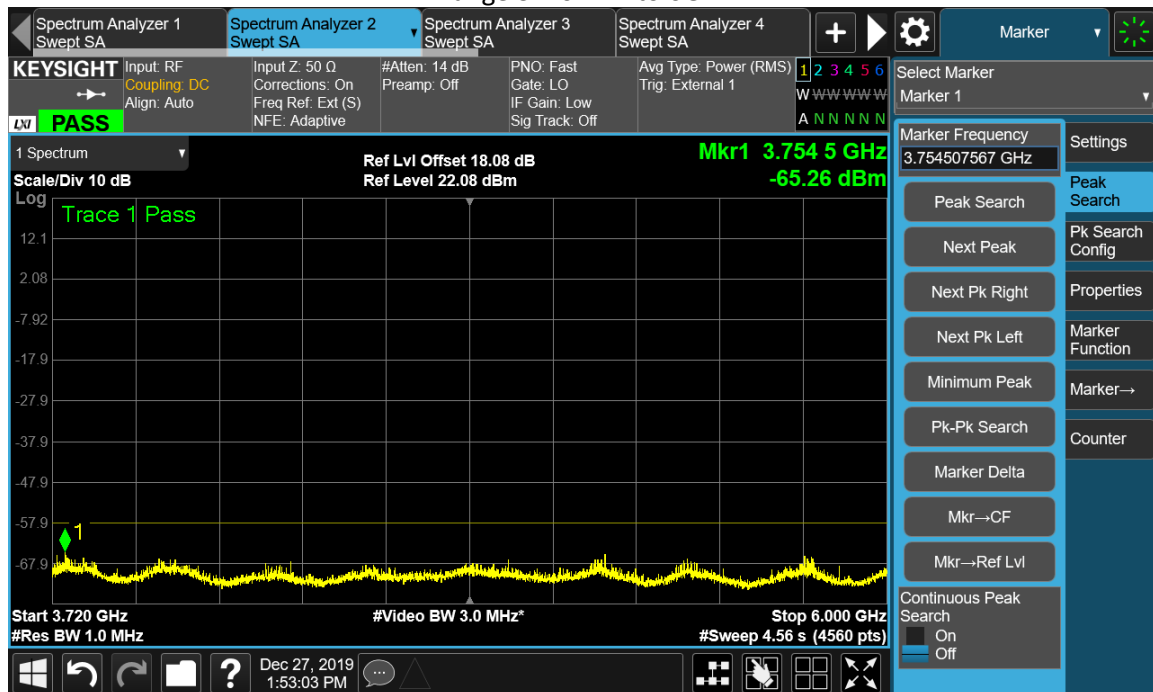 Spectrum Analyzer 1
Swept SA
Spectrum Analyzer 2
Swept SA
Spectrum Analyzer 3
Swept SA
Spectrum Analyzer 4
Swept SA
+
Marker
KEYSIGHT
LXI
PASS
Input: RF
Coupling: DC
Align: Auto
Input Z: 50 Ω
Corrections: On
Freq Ref: Ext (S)
NFE: Adaptive
#Atten: 14 dB
Preamp: Off
PNO: Fast
Gate: LO
IF Gain: Low
Sig Track: Off
Avg Type: Power (RMS)
Trig: External 1
1 2 3 4 5 6
W W W W W W
A N N N N N
Select Marker
Marker 1
1 Spectrum
Scale/Div 10 dB
Log
Ref Lvl Offset 18.08 dB
Ref Level 22.08 dBm
Mkr1 3.754 5 GHz
-65.26 dBm
Trace 1 Pass
12.1
2.08
-7.92
-17.9
-27.9
-37.9
-47.9
-57.9
-67.9
1
Start 3.720 GHz
#Res BW 1.0 MHz
#Video BW 3.0 MHz*
Stop 6.000 GHz
#Sweep 4.56 s (4560 pts)
Marker Frequency
3.754507567 GHz
Peak Search
Next Peak
Next Pk Right
Next Pk Left
Minimum Peak
Pk-Pk Search
Marker Delta
Mkr→CF
Mkr→Ref Lvl
Continuous Peak
Search
On
Off
Settings
Peak
Search
Pk Search
Config
Properties
Marker
Function
Marker→
Counter
?
Dec 27, 2019
1:53:03 PM